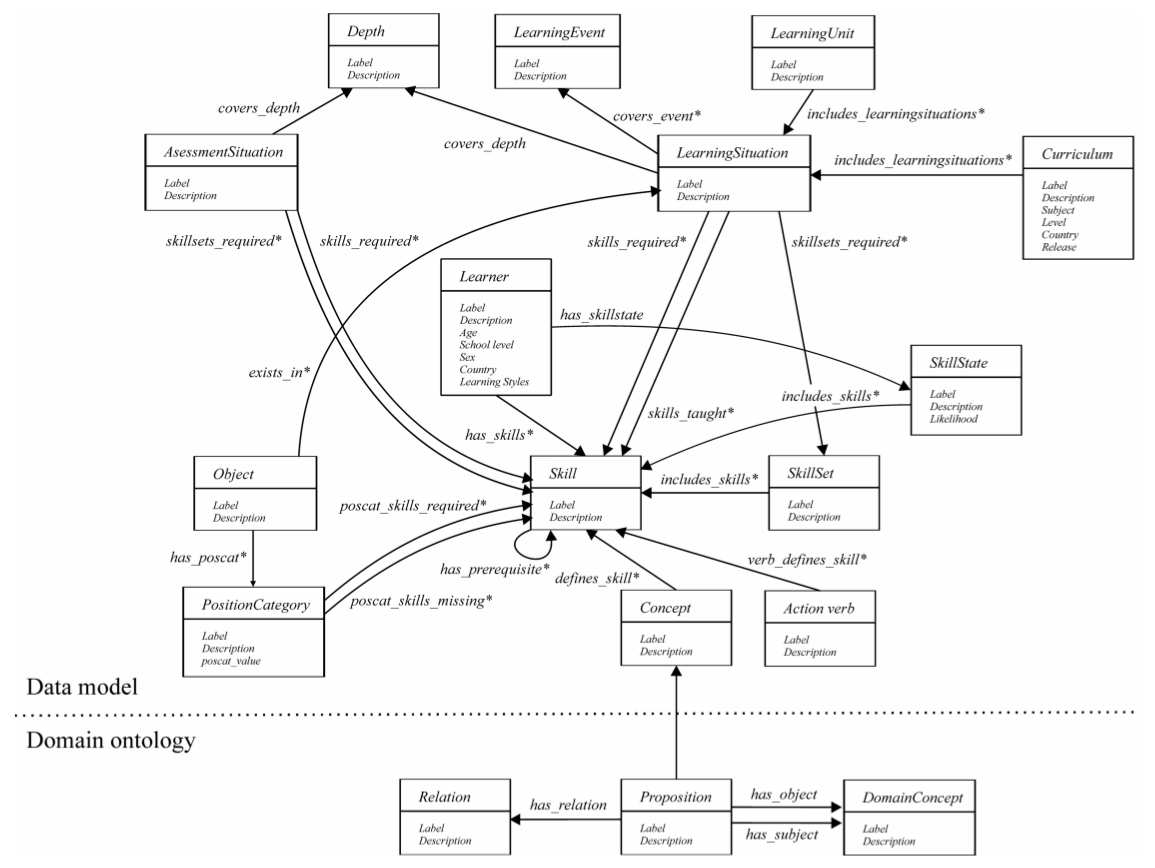 Depth
Label
Description
LearningEvent
Label
Description
LearningUnit
Label
Description
covers_depth
covers_depth
covers_event*
includes_learningsituations*
AsessmentSituation
Label
Description
LearningSituation
Label
Description
includes_learningsituations*
Curriculum
Label
Description
Subject
Level
Country
Release
skillsets_required*
skills_required*
skills_required*
skillsets_required*
Learner
Label
Description
Age
School level
Sex
Country
Learning Styles
has_skillstate
exists_in*
SkillState
Label
Description
Likelihood
includes_skills*
skills_taught*
has_skills*
Object
Label
Description
Skill
Label
Description
includes_skills*
SkillSet
Label
Description
poscat_skills_required*
has_poscat*
has_prerequisite*
defines_skill*
verb_defines_skill*
poscat_skills_missing*
PositionCategory
Label
Description
poscat_value
Concept
Label
Description
Action verb
Label
Description
Data model
Domain ontology
Relation
Label
Description
has_relation
Proposition
Label
Description
has_object
has_subject
DomainConcept
Label
Description